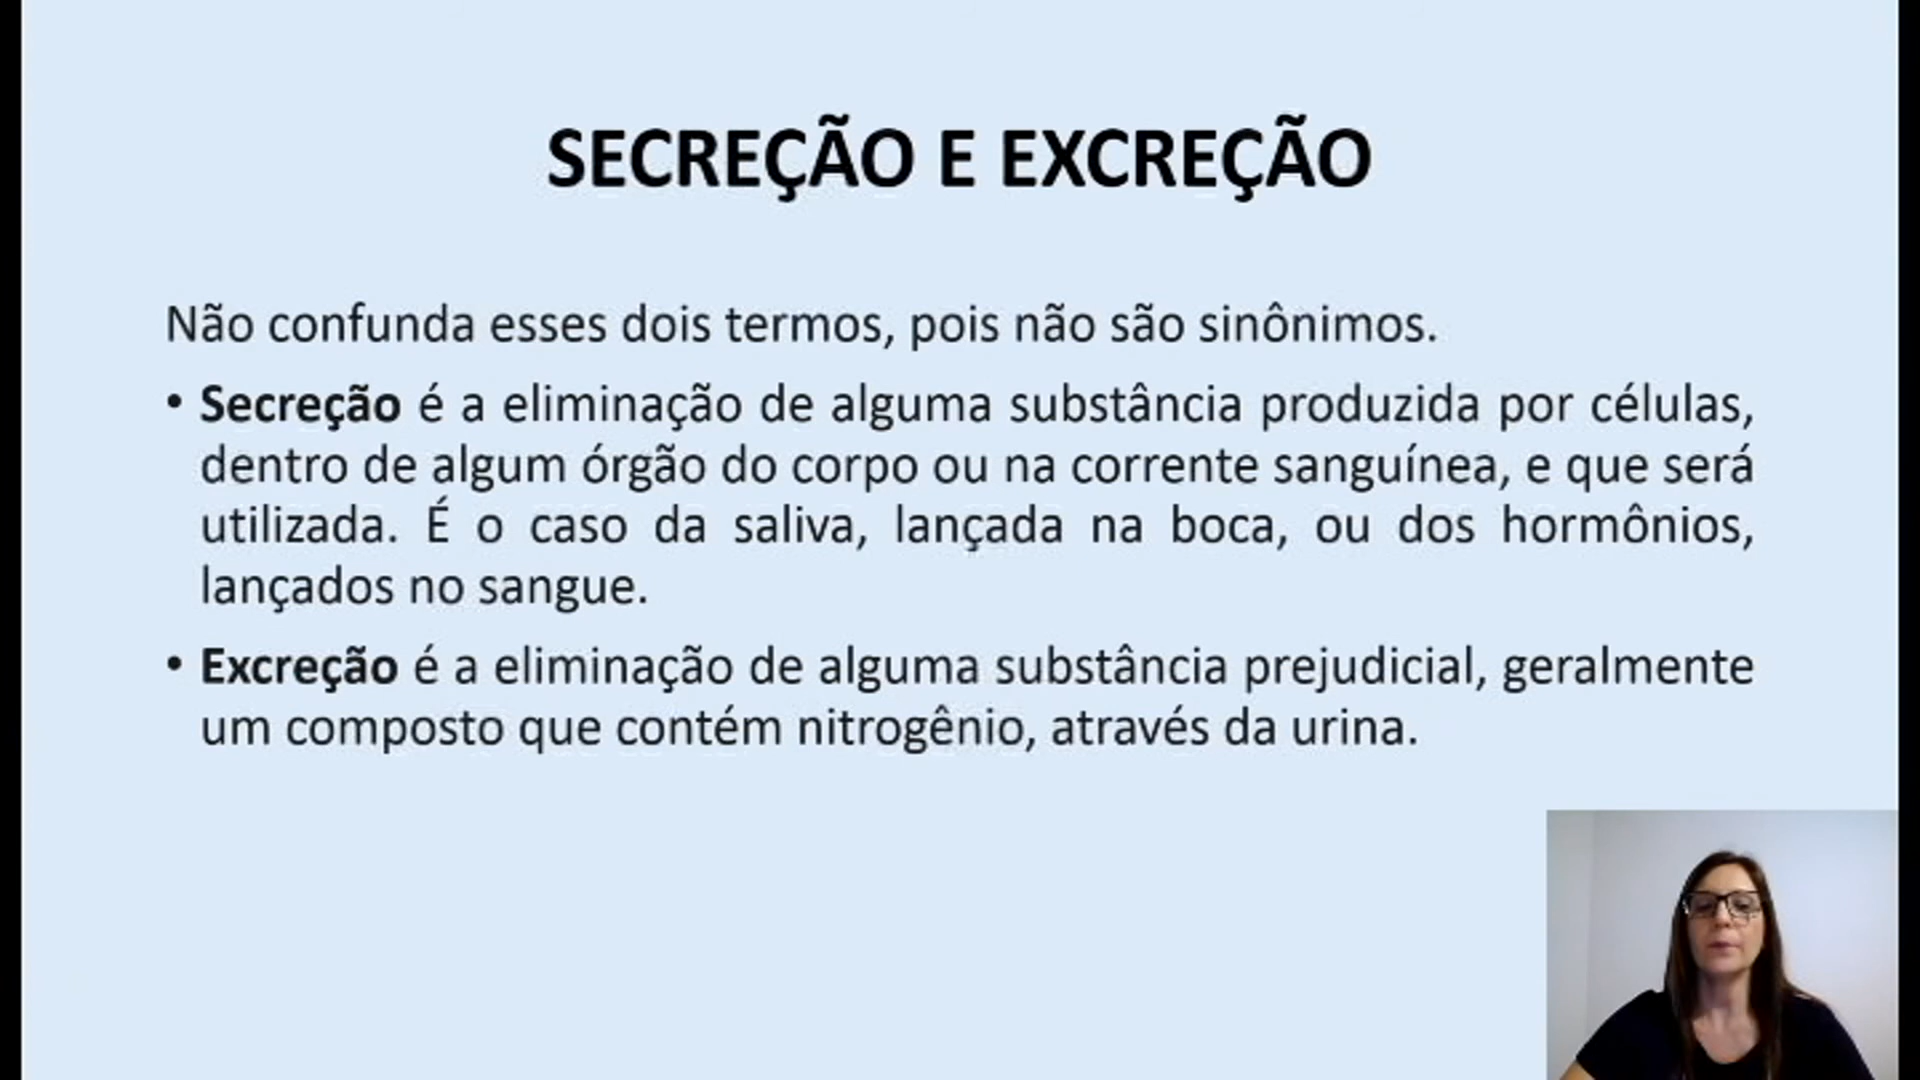 SECREÇÃO E EXCREÇÃO
Não confunda esses dois termos, pois não são sinônimos.
• Secreção é a eliminação de alguma substância produzida por células,
dentro de algum órgão do corpo ou na corrente sanguínea, e que será
utilizada. É o caso da saliva, lançada na boca, ou dos hormônios,
lançados no sangue.
• Excreção é a eliminação de alguma substância prejudicial, geralmente
um composto que contém nitrogênio, através da urina.